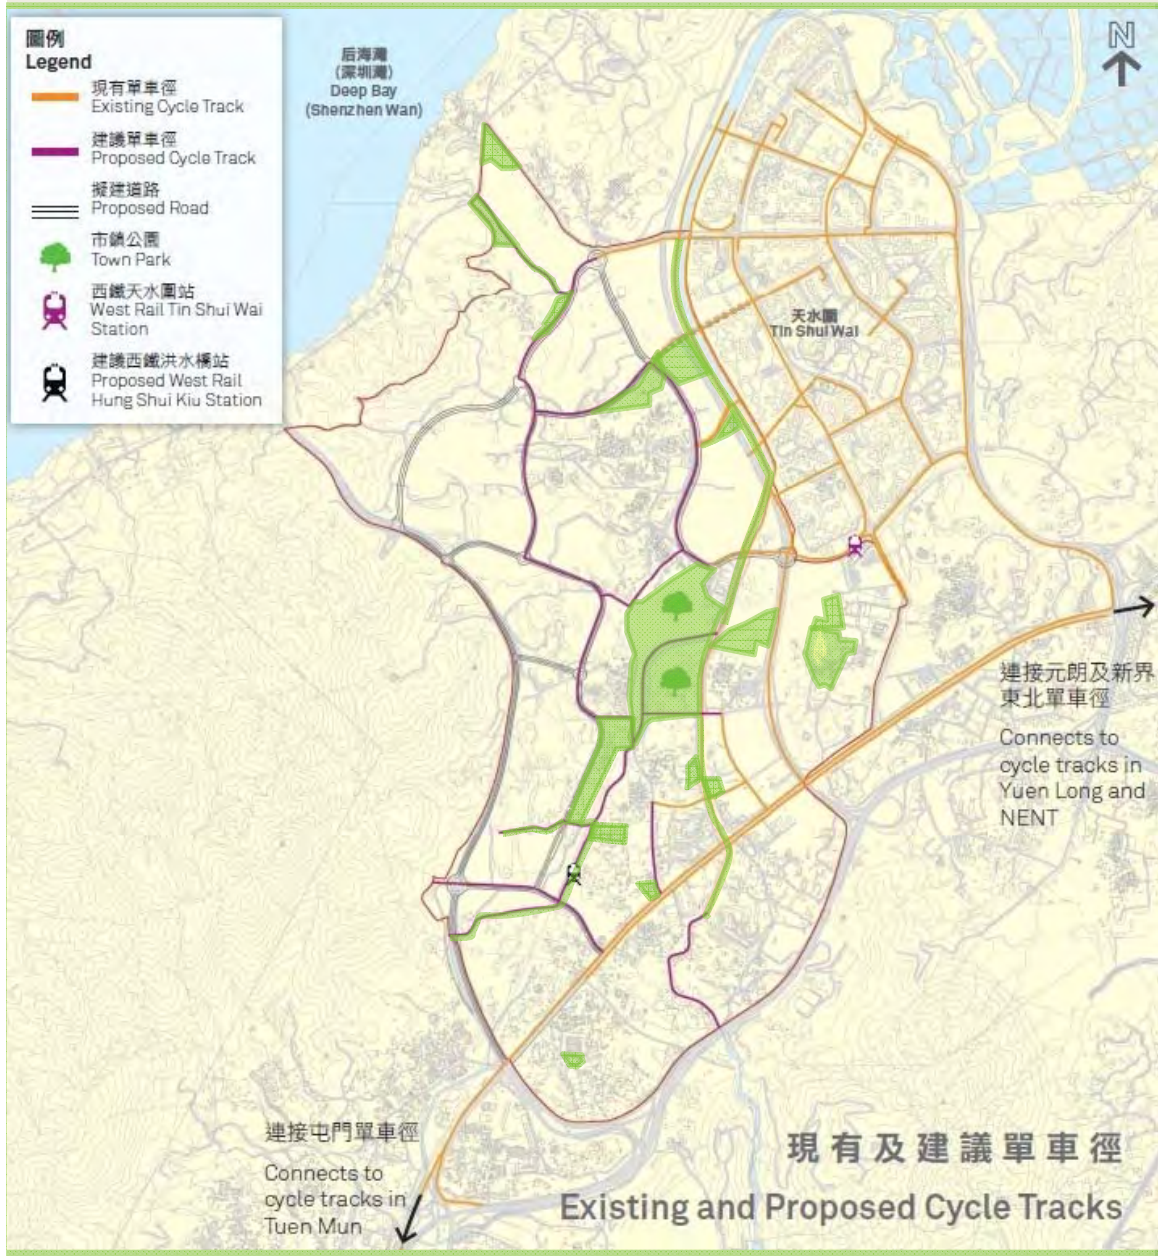 圖例
Legend
現有單車徑
Existing Cycle Track
建議單車徑
Proposed Cycle Track
擬建道路
Proposed Road
市鎮公園
Town Park
西鐵天水圍站
West Rail Tin Shui Wai
Station
建議西鐵洪水橋站
Proposed West Rail
Hung Shui Kiu Station
后海灣
(深圳灣)
Deep Bay
(Shenzhen Wan)
N
天水圍
Tin Shui Wai
連接元朗及新界
東北單車徑
Connects to
cycle tracks in
Yuen Long and
NENT
連接屯門單車徑
Connects to
cycle tracks in
Tuen Mun
現有及建議單車徑
Existing and Proposed Cycle Tracks